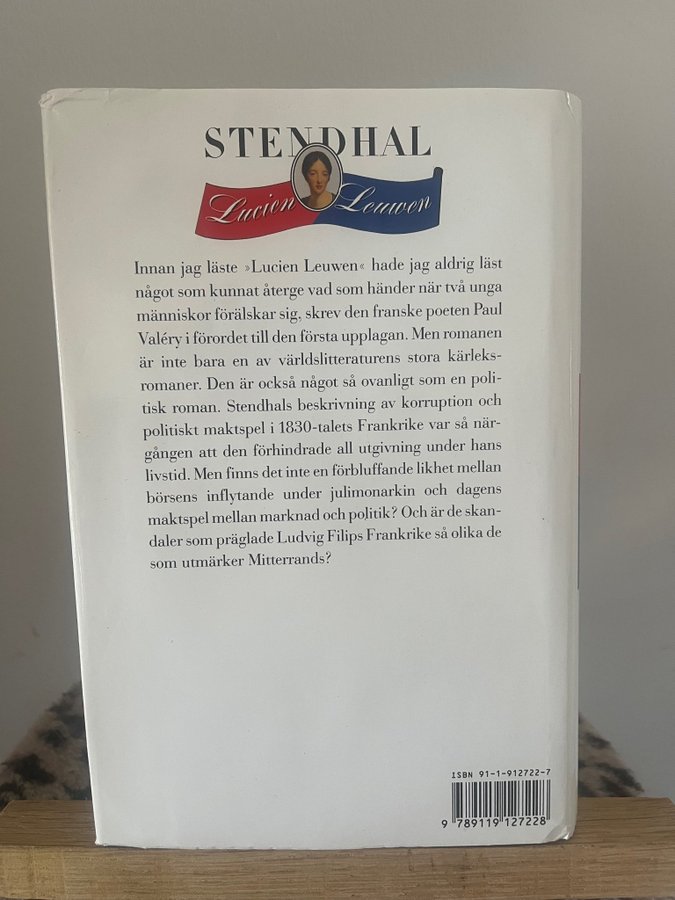 STENDHAL
Lucien Leuwen
Innan jag läste »Lucien Leuwen« hade jag aldrig läst
något som kunnat återge vad som händer när två unga
människor förälskar sig, skrev den franske poeten Paul
Valéry i förordet till den första upplagan. Men romanen
är inte bara en av världslitteraturens stora kärleks-
romaner. Den är också något så ovanligt som en poli-
tisk roman. Stendhals beskrivning av korruption och
politiskt maktspel i 1830-talets Frankrike var så när-
gången att den förhindrade all utgivning under hans
livstid. Men finns det inte en förbluffande likhet mellan
börsens inflytande under julimonarkin och dagens
maktspel mellan marknad och politik? Och är de skan-
daler som präglade Ludvig Filips Frankrike så olika de
som utmärker Mitterrands?
ISBN 91-1-912722-7
9 789119 127228